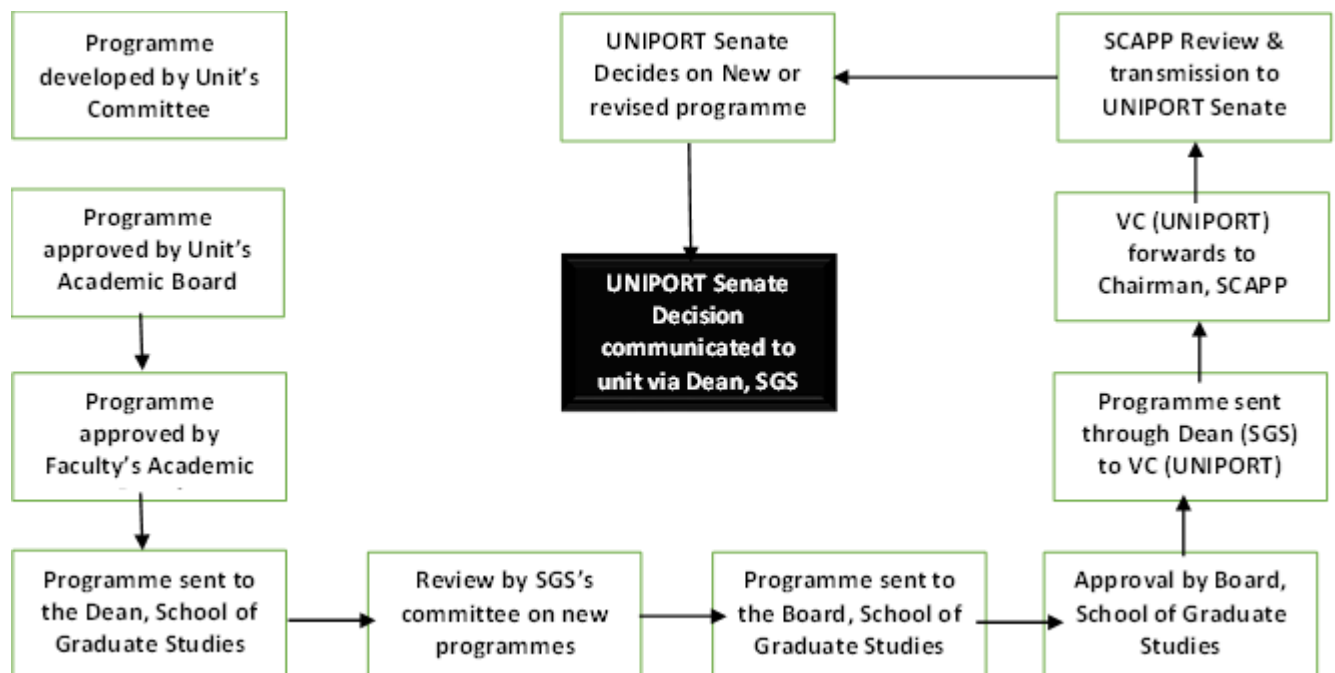 Programme
developed by Unit's
Committee
Programme
approved by Unit's
Academic Board
Programme
approved by
Faculty's Academic
Programme sent to
the Dean, School of
Graduate Studies
Review by SGS's
committee on new
programmes
Programme sent to
the Board, School of
Graduate Studies
Approval by Board,
School of Graduate
Studies
Programme sent
through Dean (SGS)
to VC (UNIPORT)
VC (UNIPORT)
forwards to
Chairman, SCAPP
SCAPP Review &
transmission to
UNIPORT Senate
UNIPORT Senate
Decides on New or
revised programme
UNIPORT Senate
Decision
communicated to
unit via Dean, SGS